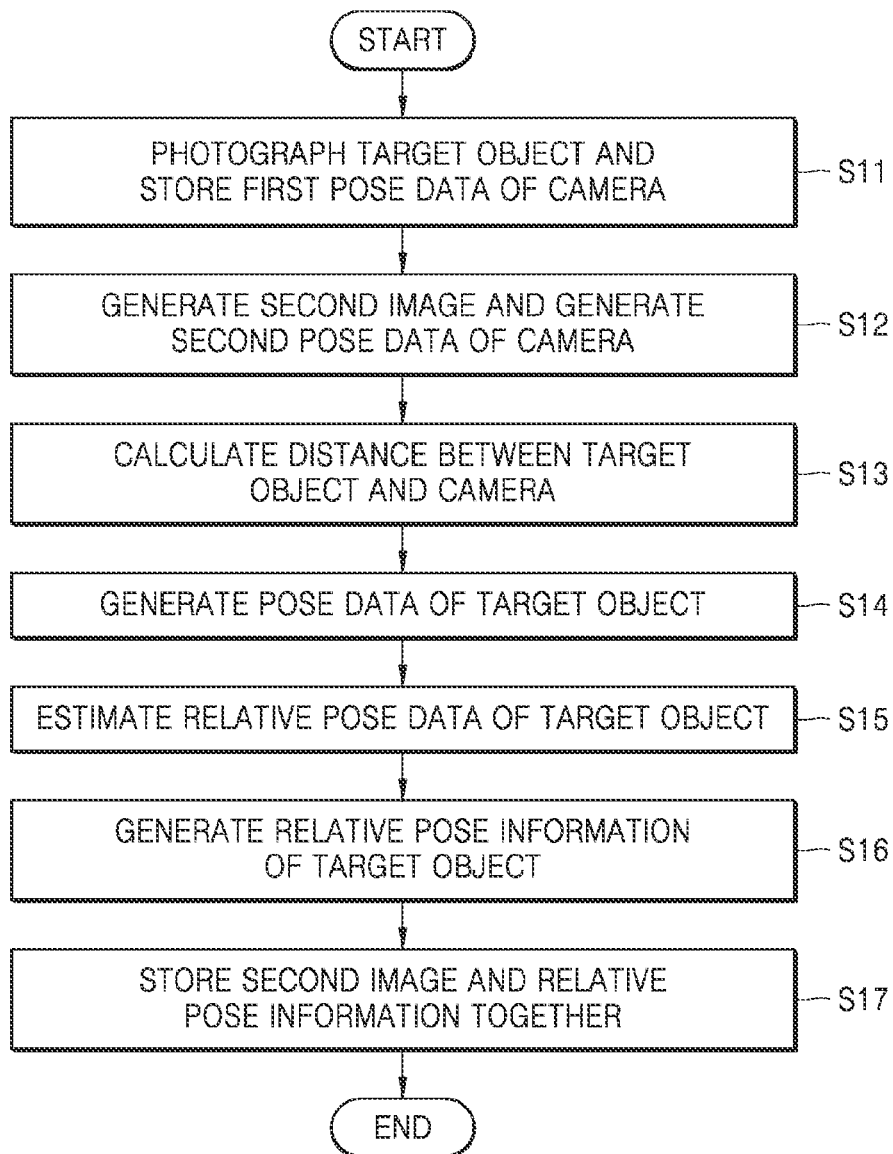 START
PHOTOGRAPH TARGET OBJECT AND
STORE FIRST POSE DATA OF CAMERA
S11
GENERATE SECOND IMAGE AND GENERATE
SECOND POSE DATA OF CAMERA
S12
CALCULATE DISTANCE BETWEEN TARGET
OBJECT AND CAMERA
S13
GENERATE POSE DATA OF TARGET OBJECT
S14
ESTIMATE RELATIVE POSE DATA OF TARGET OBJECT
S15
GENERATE RELATIVE POSE INFORMATION
OF TARGET OBJECT
S16
STORE SECOND IMAGE AND RELATIVE
POSE INFORMATION TOGETHER
S17
END